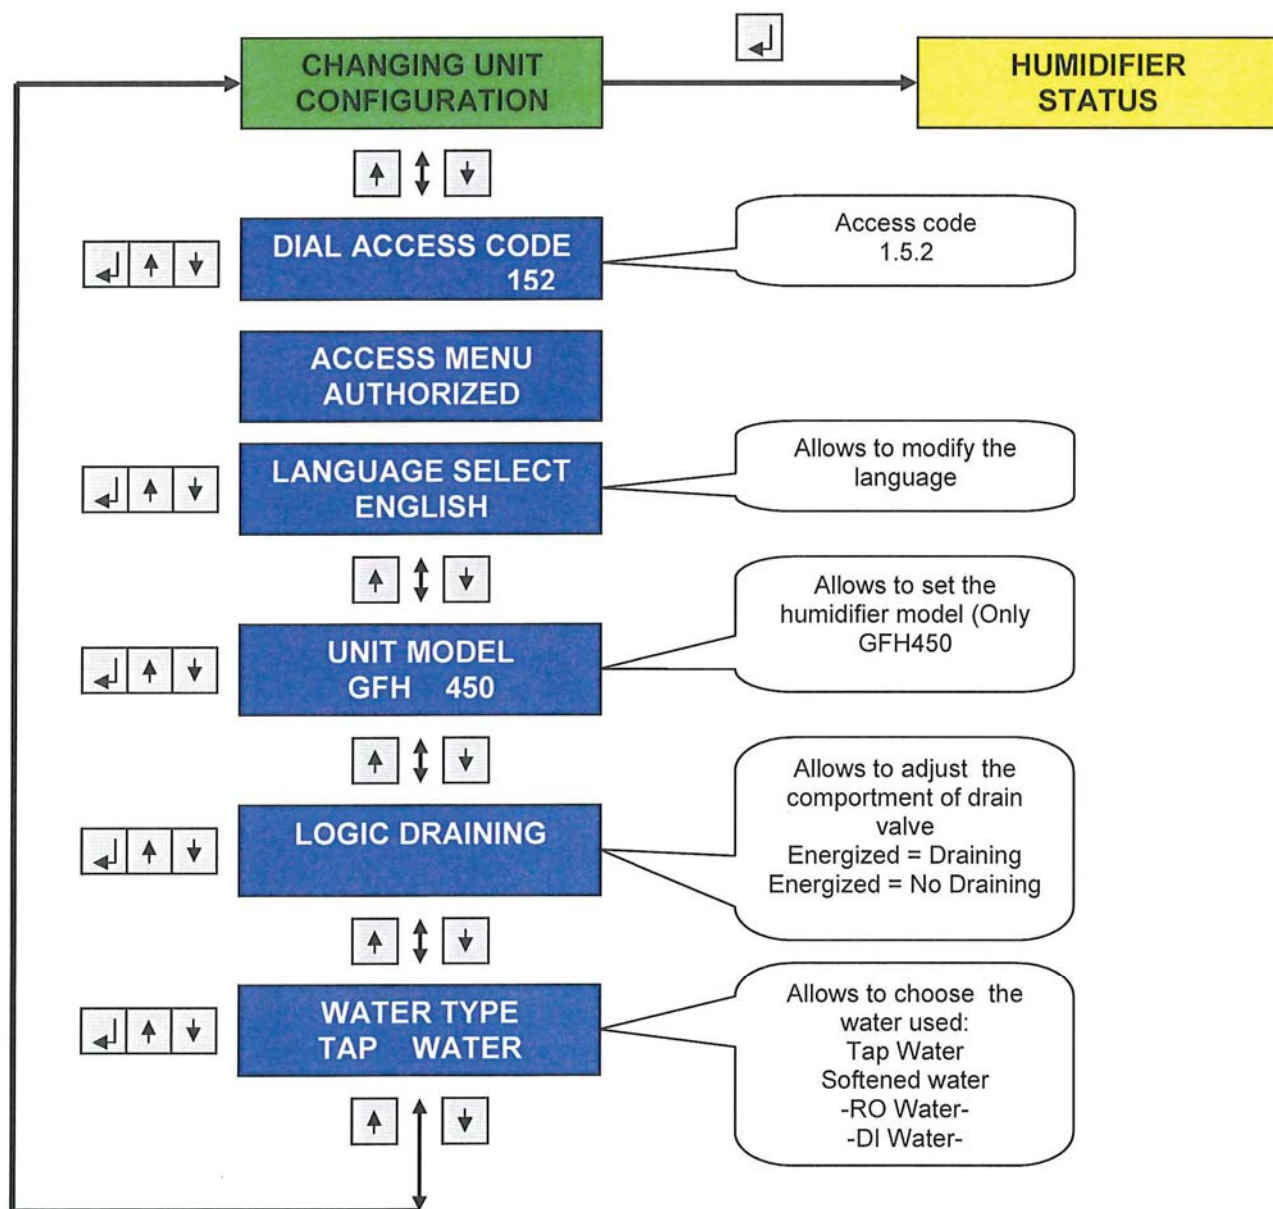 CHANGING UNIT
CONFIGURATION
HUMIDIFIER
STATUS
DIAL ACCESS CODE
152
Access code
1.5.2
ACCESS MENU
AUTHORIZED
LANGUAGE SELECT
ENGLISH
Allows to modify the
language
UNIT MODEL
GFH 450
Allows to set the
humidifier model (Only
GFH450
LOGIC DRAINING
Allows to adjust the
comportment of drain
valve
Energized = Draining
Energized = No Draining
WATER TYPE
TAP WATER
Allows to choose the
water used:
Tap Water
Softened water
-RO Water-
-DI Water-